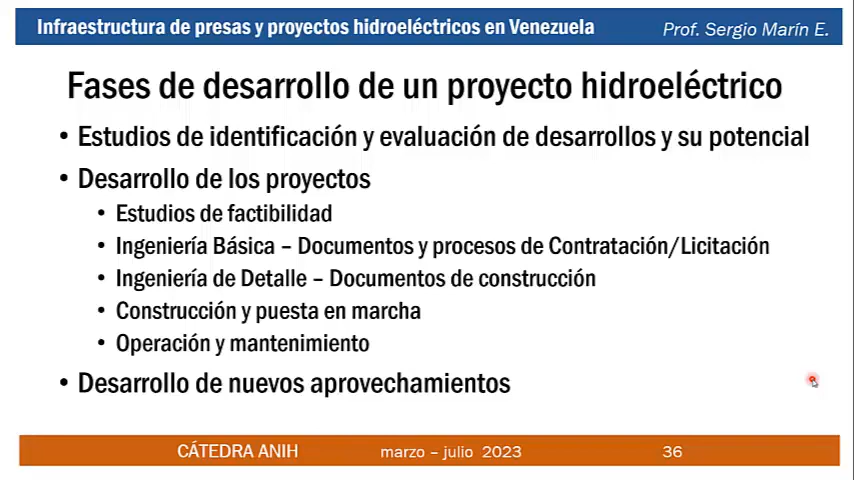 Infraestructura de presas y proyectos hidroeléctricos en Venezuela
Prof. Sergio Marín E.
Fases de desarrollo de un proyecto hidroeléctrico
• Estudios de identificación y evaluación de desarrollos y su potencial
• Desarrollo de los proyectos
• Estudios de factibilidad
• Ingeniería Básica – Documentos y procesos de Contratación/Licitación
• Ingeniería de Detalle – Documentos de construcción
• Construcción y puesta en marcha
• Operación y mantenimiento
• Desarrollo de nuevos aprovechamientos
CÁTEDRA ANIH marzo – julio 2023 36